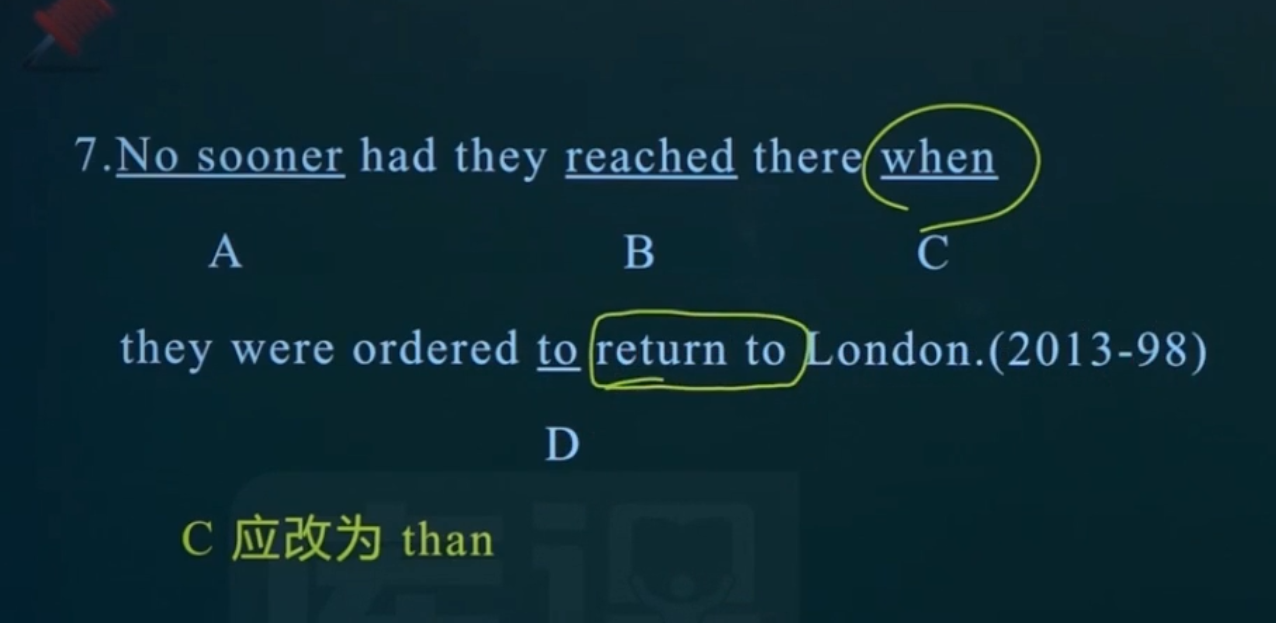 7.No sooner had they reached there when
A B C
they were ordered to return to London.(2013-98)
D
C 应改为 than